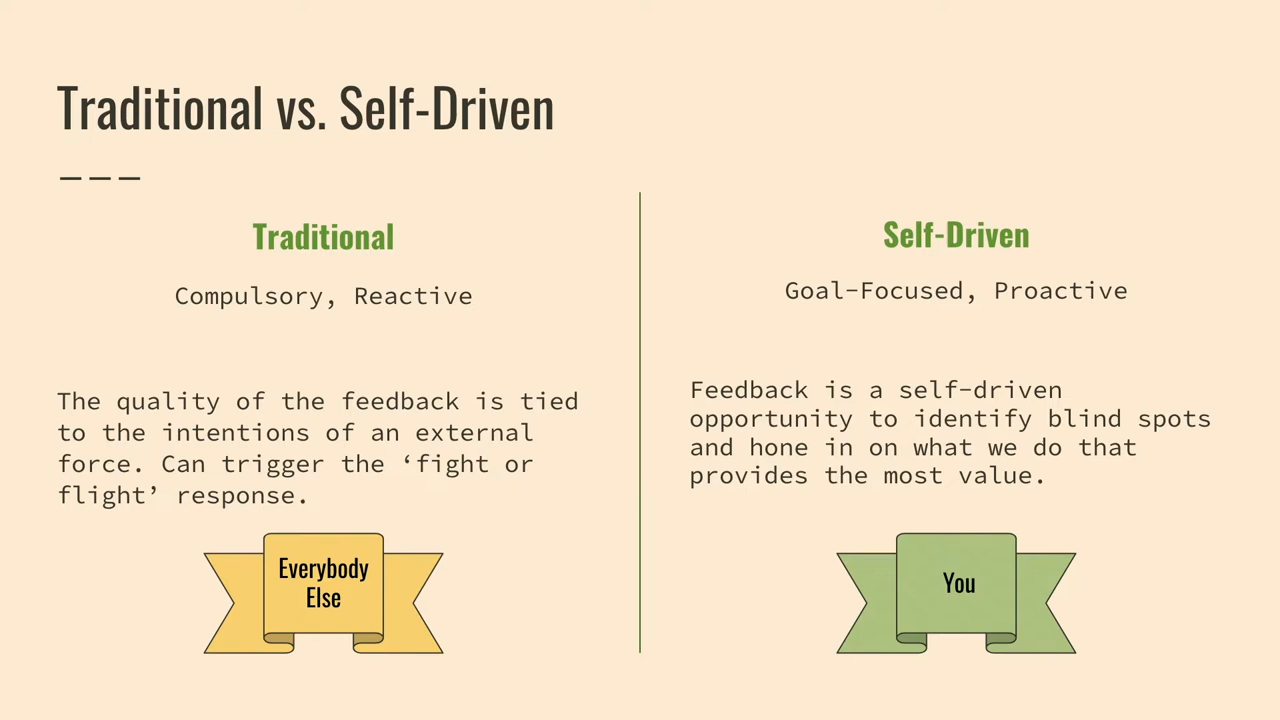 Traditional vs. Self-Driven
Traditional
Compulsory, Reactive
The quality of the feedback is tied
to the intentions of an external
force. Can trigger the ‘fight or
flight’ response.
Everybody
Else
Self-Driven
Goal-Focused, Proactive
Feedback is a self-driven
opportunity to identify blind spots
and hone in on what we do that
provides the most value.
You